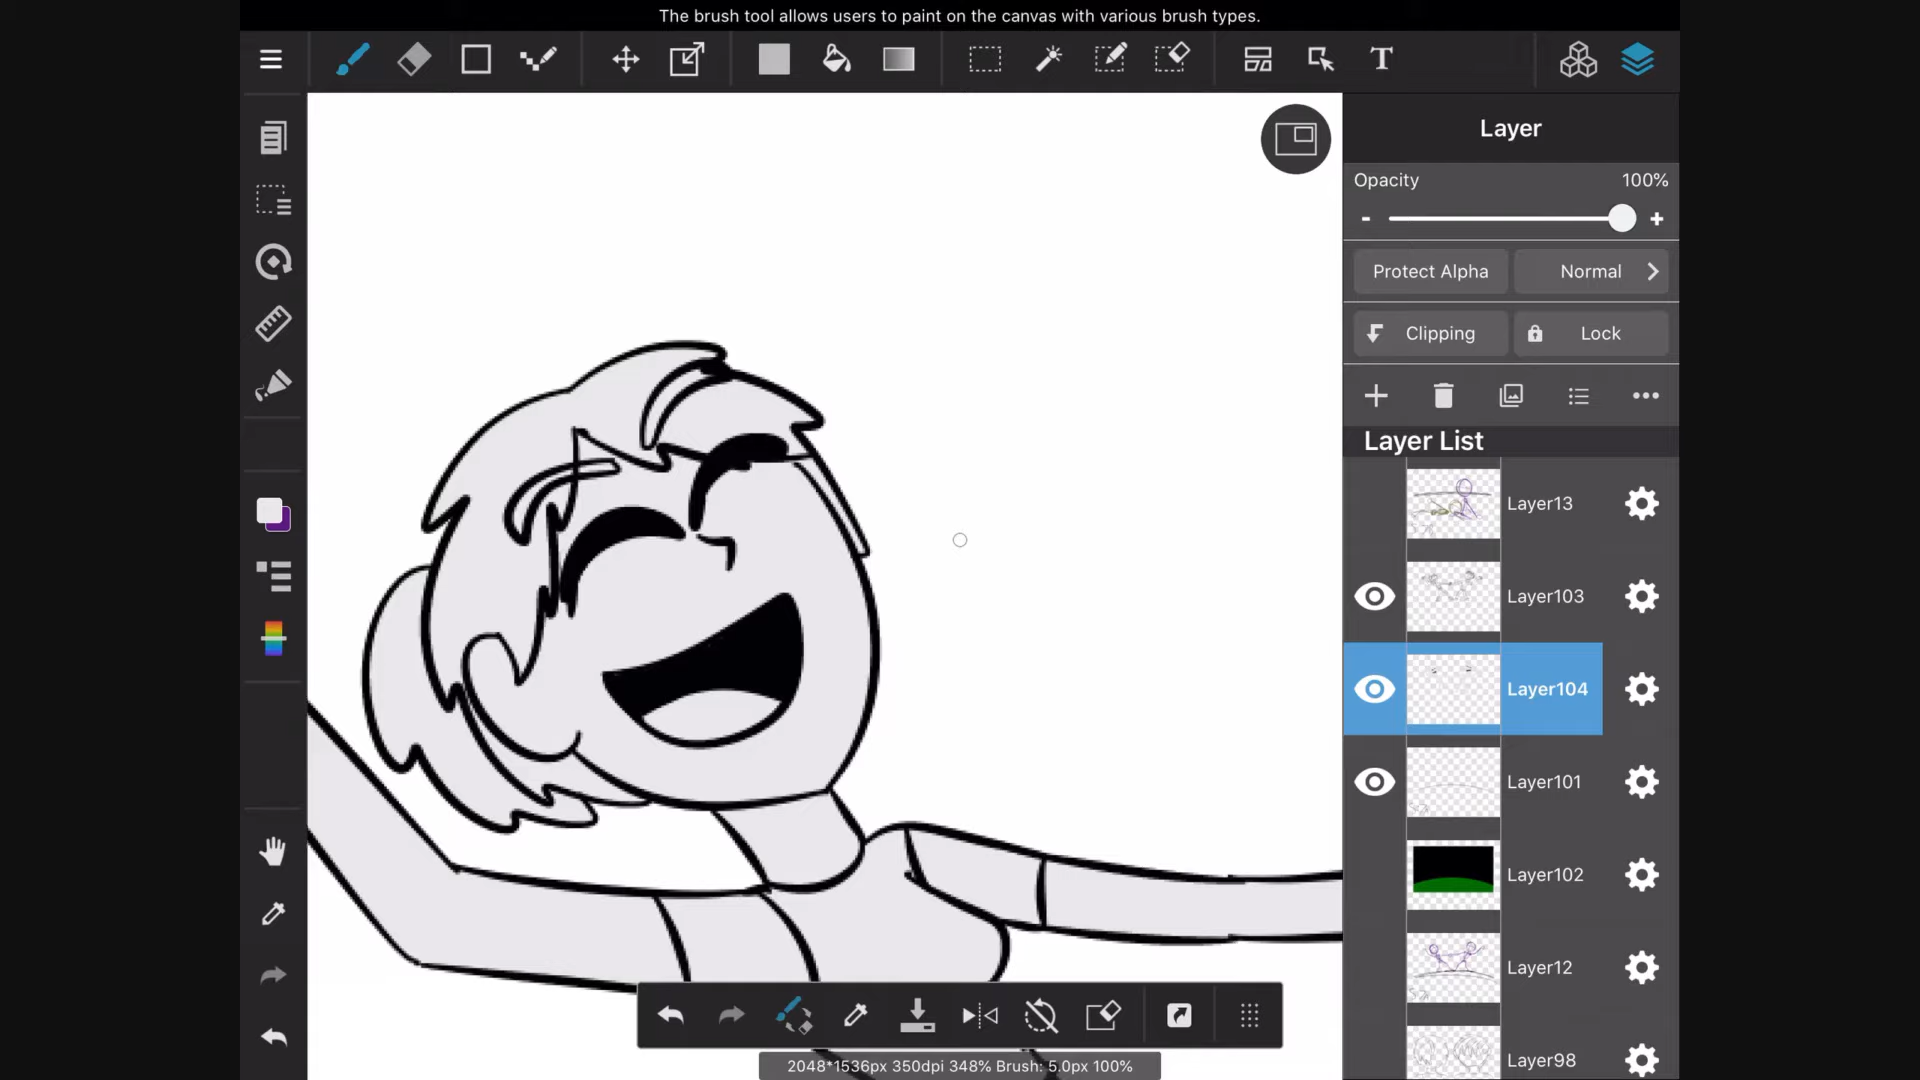 The brush tool allows users to paint on the canvas with various brush types.
T
Layer
Opacity 100%
- +
Protect Alpha Normal
Clipping Lock
Layer List
Layer13
Layer103
Layer104
Layer101
Layer102
Layer12
Layer98
2048*1536px 350dpi 348% Brush: 5.0px 100%